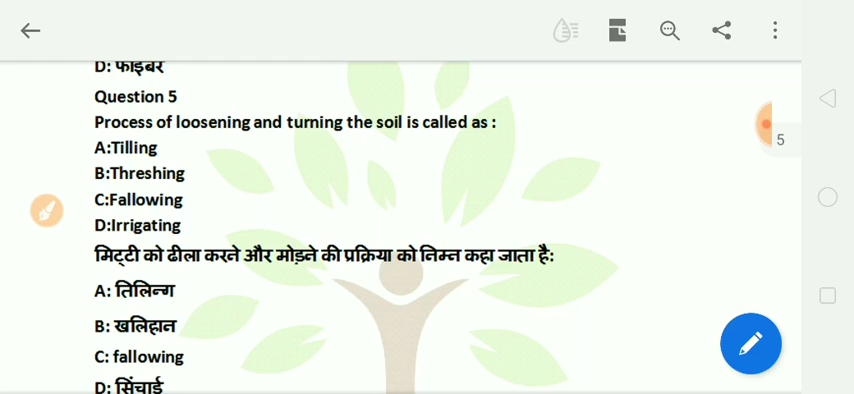 D: फाइबर
Question 5
Process of loosening and turning the soil is called as :
A:Tilling
5
B:Threshing
C:Fallowing
D:Irrigating
मिट्टी को ढीला करने और मोड़ने की प्रक्रिया को निम्न कहा जाता है:
A: तिलिन्ग
B: खलिहान
C: fallowing
D: सिंचाई